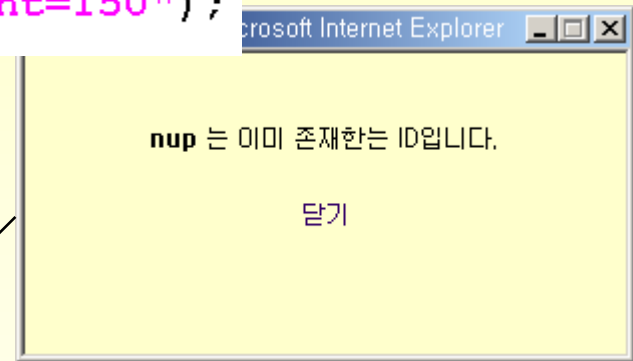 nt=150");
crosoft Internet Explorer
nup 는 이미 존재한는 ID입니다.
닫기